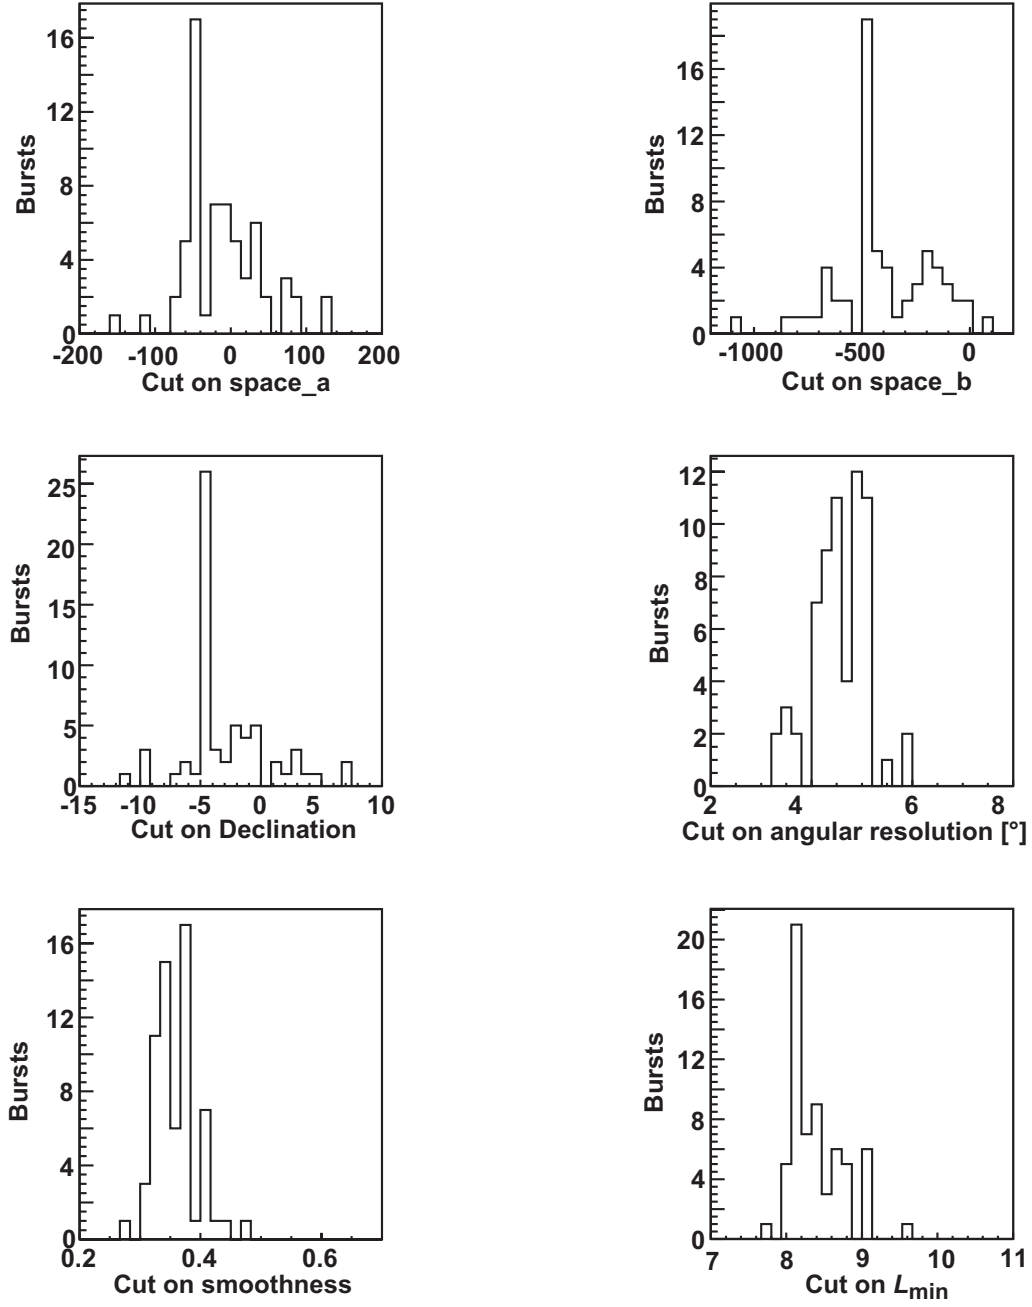 16
12
8
4
0
Bursts
-200 -100 0 100 200
Cut on space_a
16
12
8
4
0
Bursts
-1000 -500 0
Cut on space_b
25
20
15
10
5
0
Bursts
-15 -10 -5 0 5 10
Cut on Declination
12
10
8
6
4
2
0
Bursts
2 4 6 8
Cut on angular resolution [°]
16
12
8
4
0
Bursts
0.2 0.4 0.6
Cut on smoothness
20
16
12
8
4
0
Bursts
7 8 9 10 11
Cut on Lmin